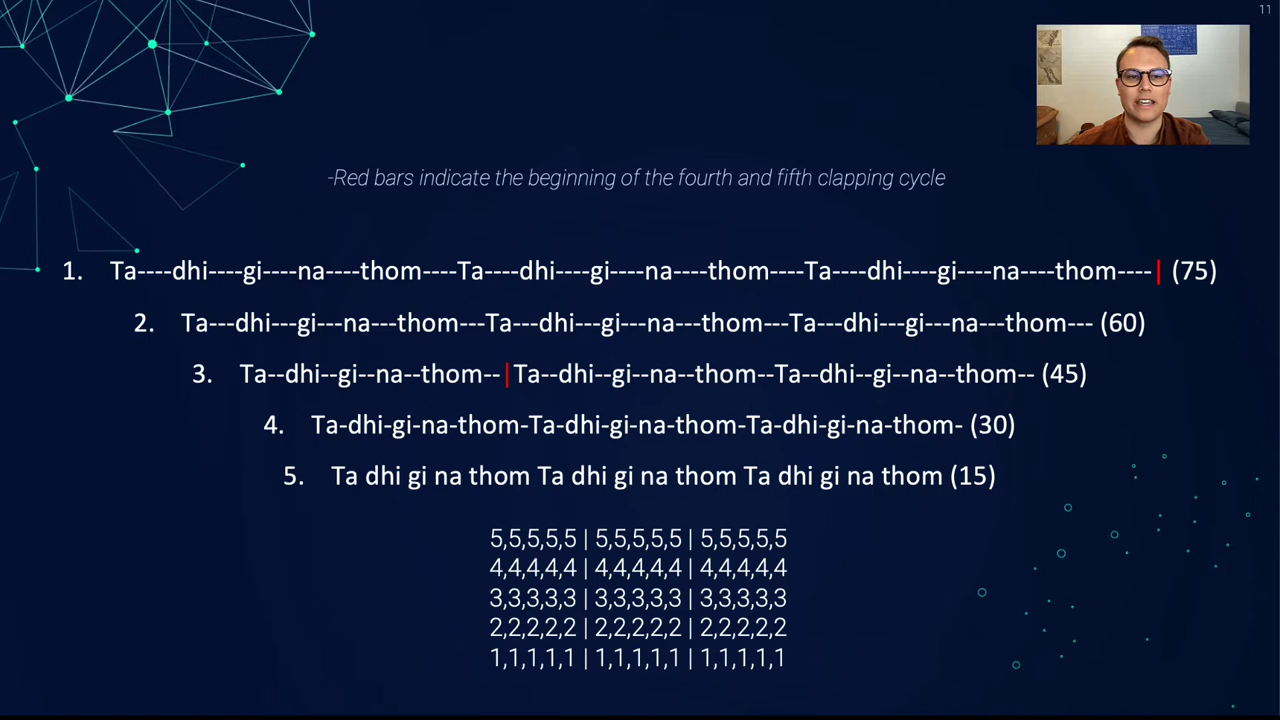 11
-Red bars indicate the beginning of the fourth and fifth clapping cycle
1. Ta----dhi----gi----na----thom----Ta----dhi----gi----na----thom----Ta----dhi----gi----na----thom----| (75)
2. Ta---dhi---gi---na---thom---Ta---dhi---gi---na---thom---Ta---dhi---gi---na---thom--- (60)
3. Ta--dhi--gi--na--thom--|Ta--dhi--gi--na--thom--Ta--dhi--gi--na--thom-- (45)
4. Ta-dhi-gi-na-thom-Ta-dhi-gi-na-thom-Ta-dhi-gi-na-thom- (30)
5. Ta dhi gi na thom Ta dhi gi na thom Ta dhi gi na thom (15)
5,5,5,5,5 | 5,5,5,5,5 | 5,5,5,5,5
4,4,4,4,4 | 4,4,4,4,4 | 4,4,4,4,4
3,3,3,3,3 | 3,3,3,3,3 | 3,3,3,3,3
2,2,2,2,2 | 2,2,2,2,2 | 2,2,2,2,2
1,1,1,1,1 | 1,1,1,1,1 | 1,1,1,1,1